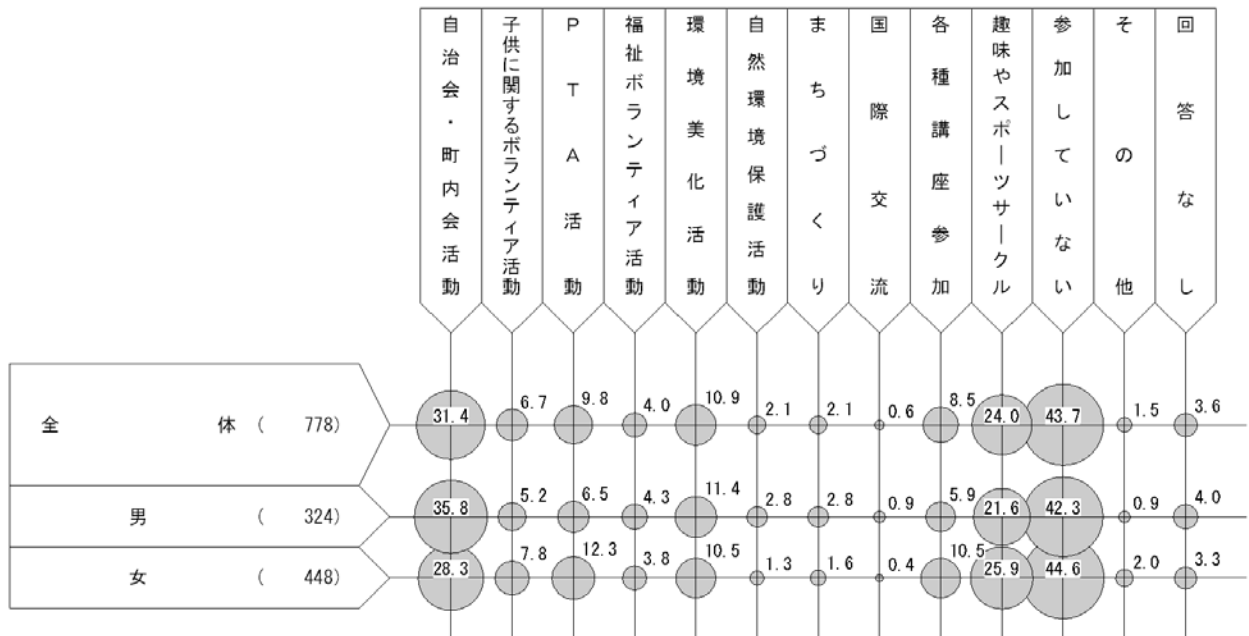 自治会・町内会活動
子供に関するボランティア活動
ＰＴＡ活動
福祉ボランティア活動
環境美化活動
自然環境保護活動
まちづくり
国際交流
各種講座参加
趣味やスポーツサークル
参加していない
その他
回答なし
全体 ( 778) 31.4 6.7 9.8 4.0 10.9 2.1 2.1 0.6 8.5 24.0 43.7 1.5 3.6
男 ( 324) 35.8 5.2 6.5 4.3 11.4 2.8 2.8 0.9 5.9 21.6 42.3 0.9 4.0
女 ( 448) 28.3 7.8 12.3 3.8 10.5 1.3 1.6 0.4 10.5 25.9 44.6 2.0 3.3